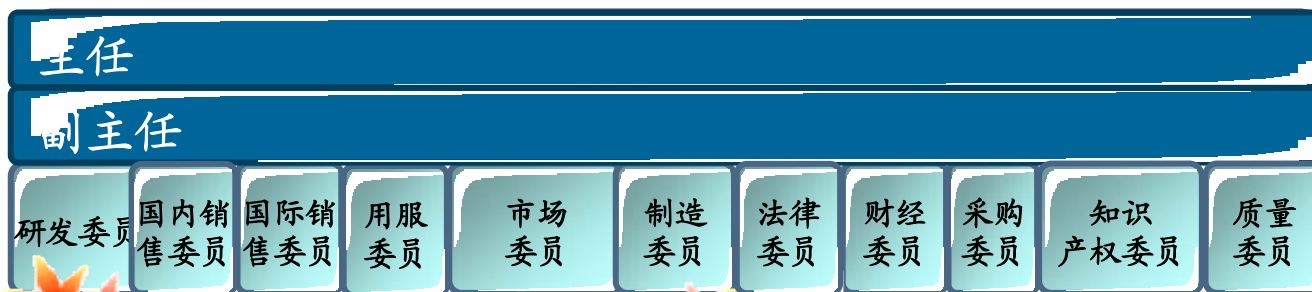 主任
副主任
研发委员
国内销
售委员
国际销
售委员
用服
委员
市场
委员
制造
委员
法律
委员
财经
委员
采购
委员
知识
产权委员
质量
委员